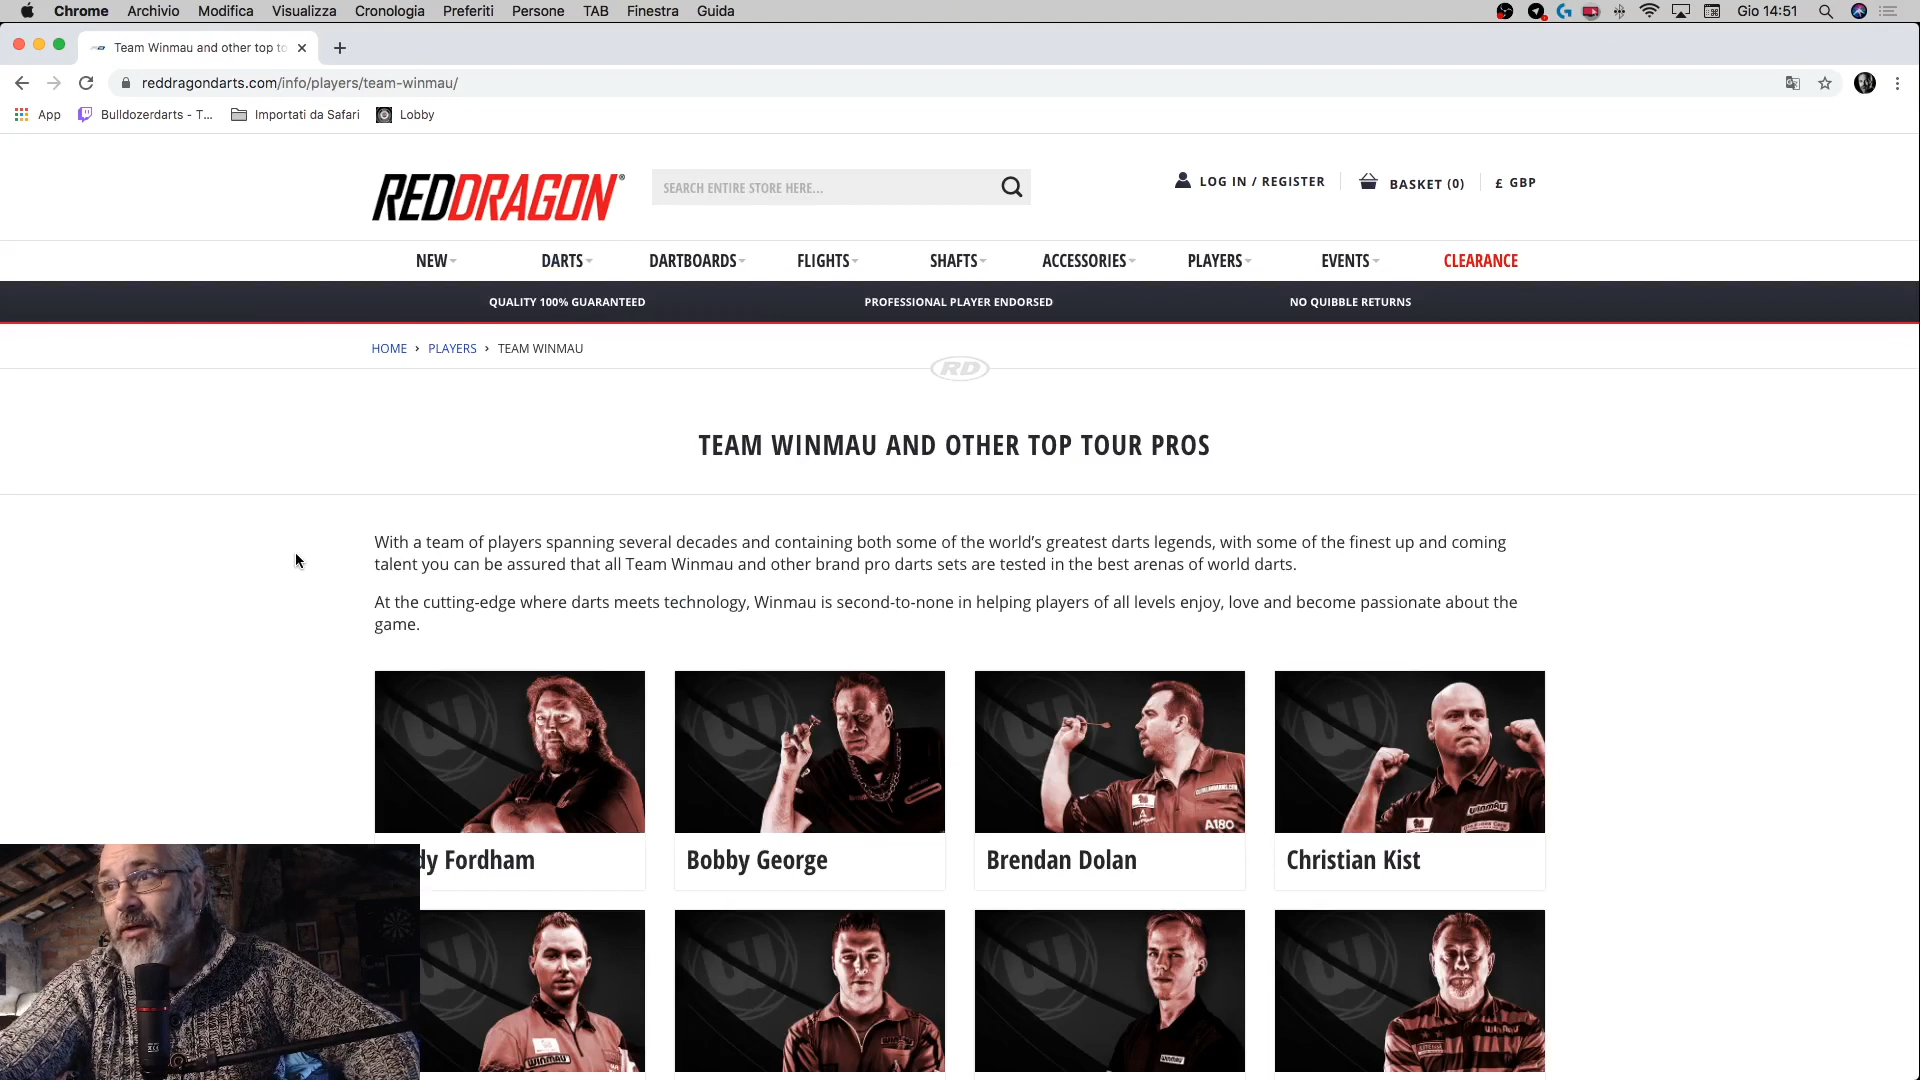 Chrome Archivio Modifica Visualizza Cronologia Preferiti Persone TAB Finestra Guida Gio 14:51
Team Winmau and other top to
reddragondarts.com/info/players/team-winmau/
App Bulldozerdarts - T... Importati da Safari Lobby
REDDRAGON®
SEARCH ENTIRE STORE HERE...
LOG IN / REGISTER BASKET (0) £ GBP
NEW DARTS DARTBOARDS FLIGHTS SHAFTS ACCESSORIES PLAYERS EVENTS CLEARANCE
QUALITY 100% GUARANTEED PROFESSIONAL PLAYER ENDORSED NO QUIBBLE RETURNS
HOME › PLAYERS › TEAM WINMAU
RD
TEAM WINMAU AND OTHER TOP TOUR PROS
With a team of players spanning several decades and containing both some of the world's greatest darts legends, with some of the finest up and coming
talent you can be assured that all Team Winmau and other brand pro darts sets are tested in the best arenas of world darts.
At the cutting-edge where darts meets technology, Winmau is second-to-none in helping players of all levels enjoy, love and become passionate about the
game.
A180
winmau
dy Fordham Bobby George Brendan Dolan Christian Kist
winmau
winmau
winmau